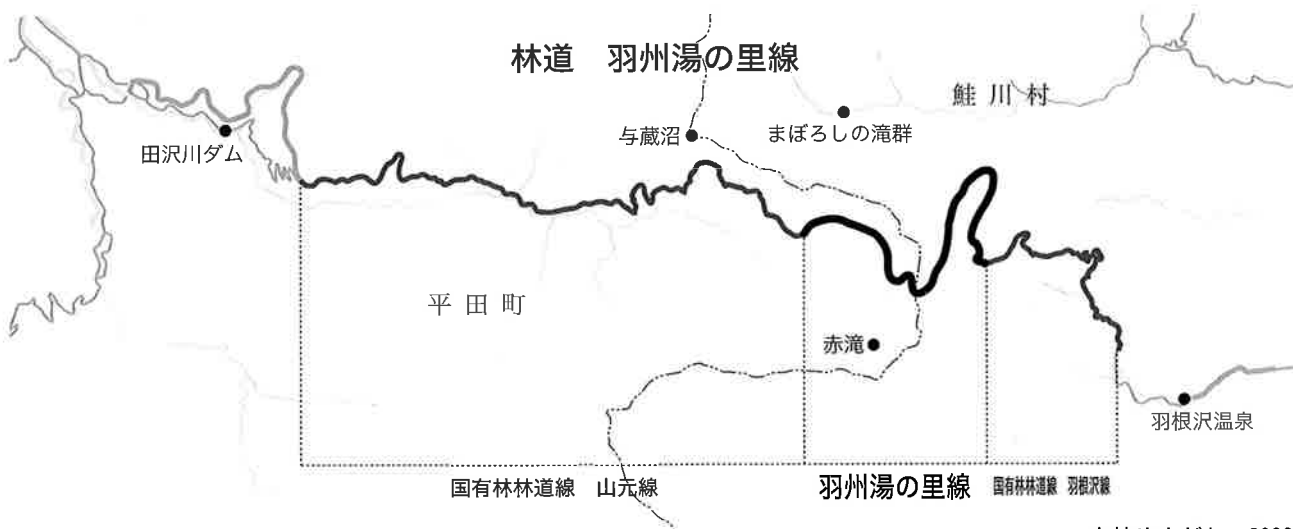 林道　羽州湯の里線
鮭川村
まぼろしの滝群
与蔵沼
田沢川ダム
平田町
赤滝
羽根沢温泉
国有林林道線　山元線
羽州湯の里線
国有林林道線　羽根沢線